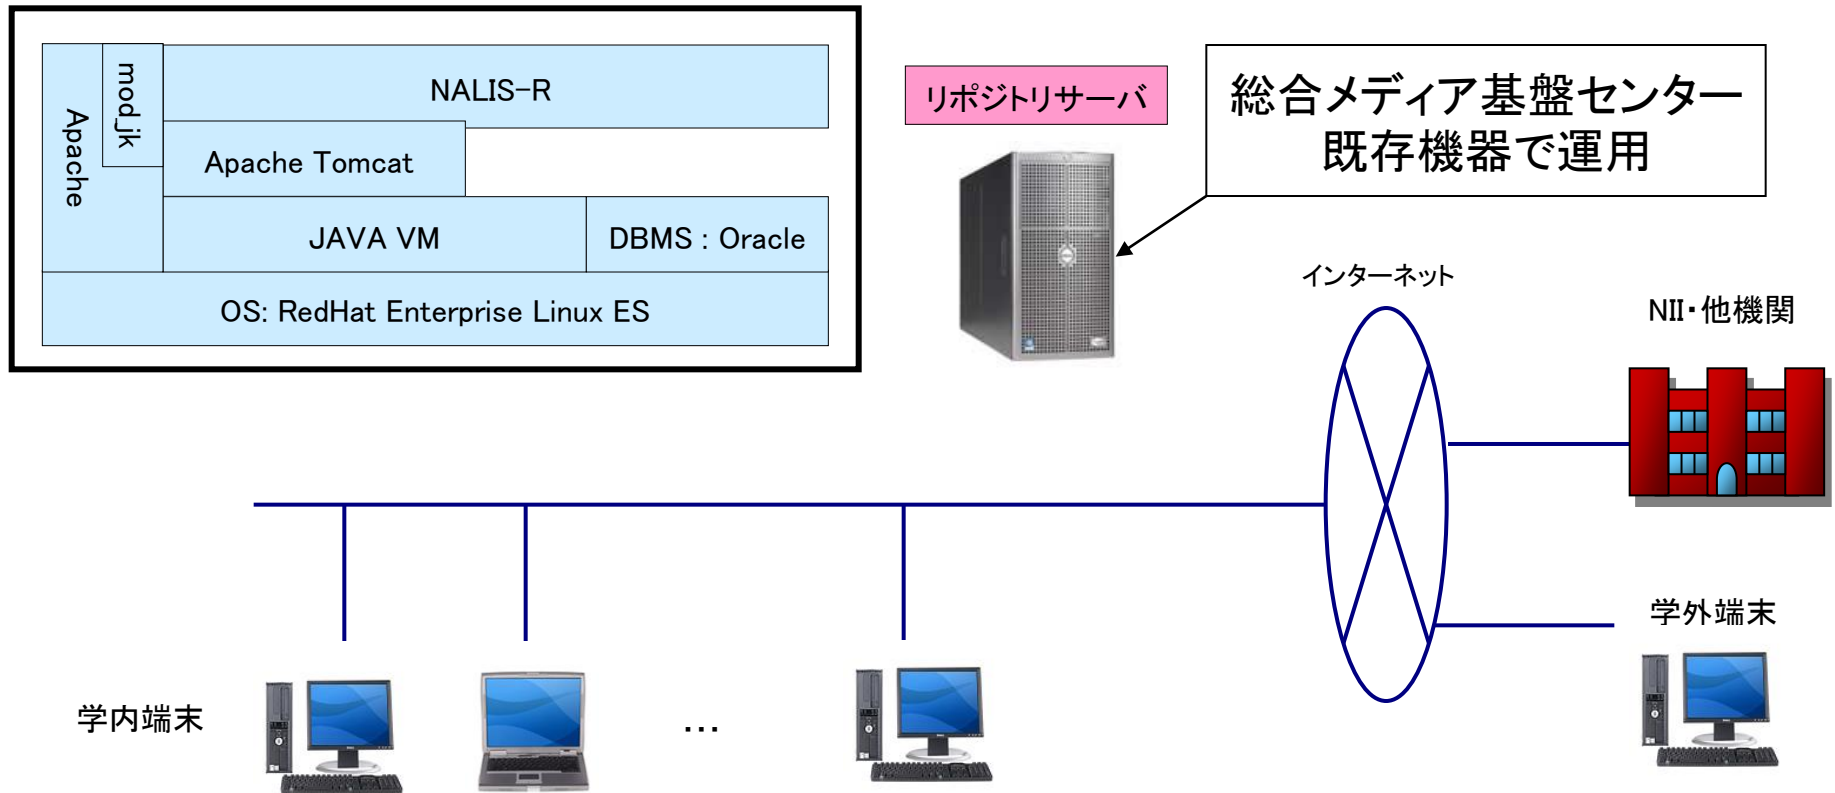 Apache
mod_jk
NALIS-R
Apache Tomcat
JAVA VM
DBMS : Oracle
OS: RedHat Enterprise Linux ES
リポジトリサーバ
総合メディア基盤センター
既存機器で運用
インターネット
NII・他機関
学外端末
学内端末
…